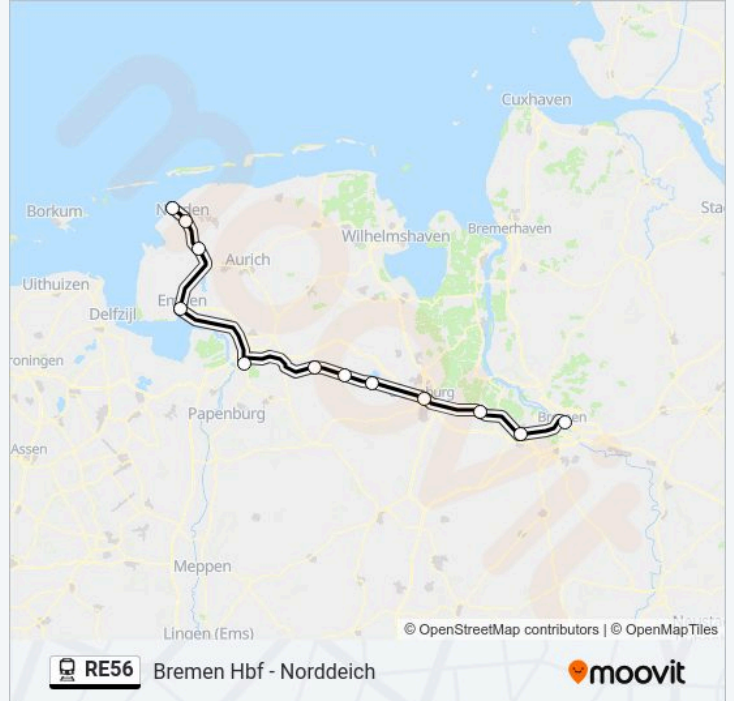 Cuxhaven
Borkum
Wilhelmshaven
Bremerhaven
Aurich
Uithuizen
Delfzijl
Papenburg
Assen
Meppen
Lingen (Ems)
© OpenStreetMap contributors | © OpenMapTiles
RE56 Bremen Hbf - Norddeich
moovit